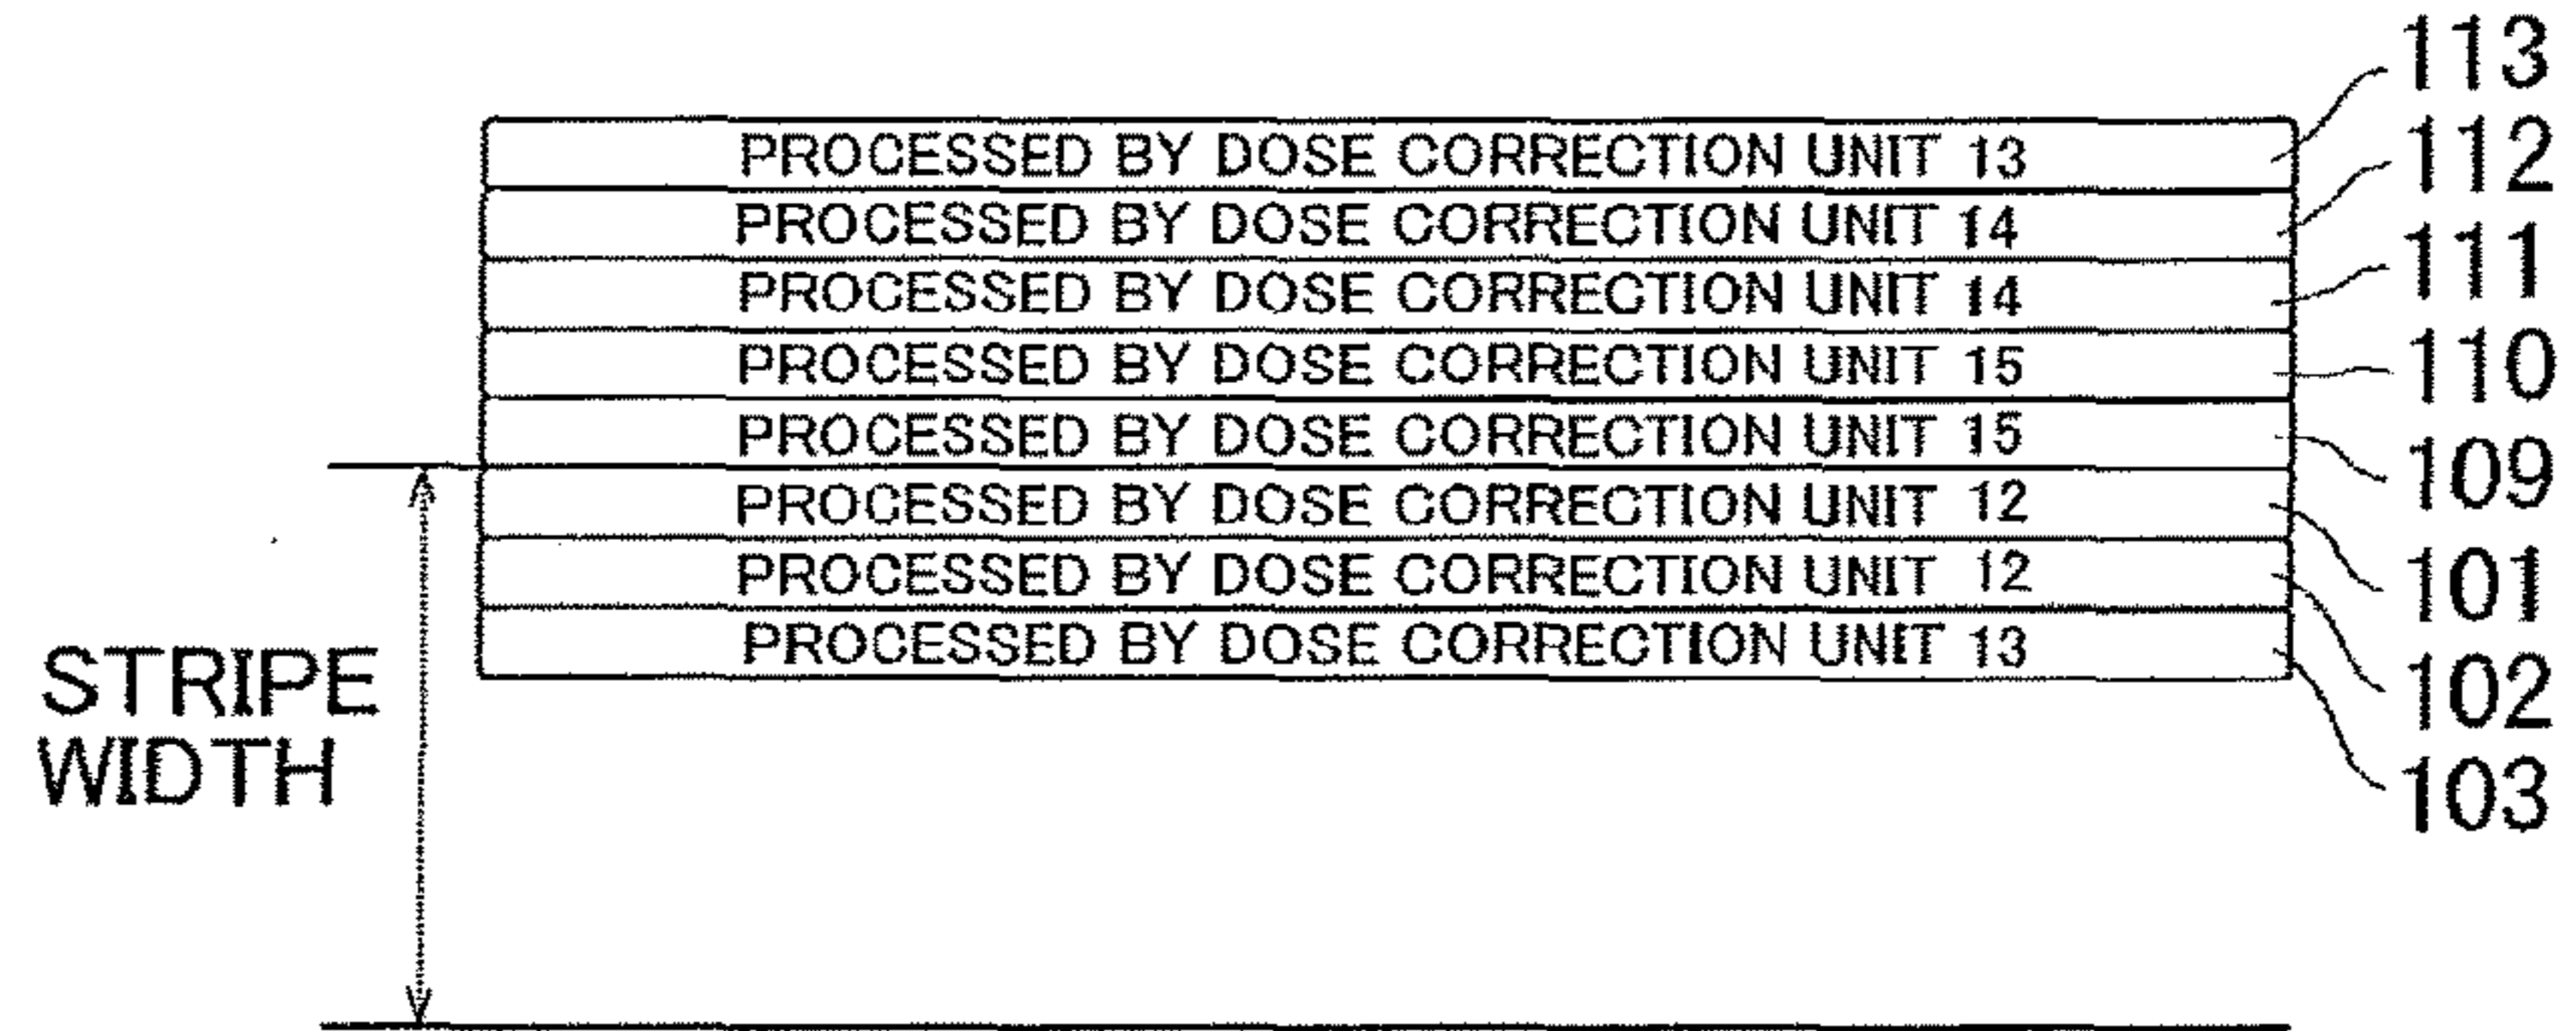 PROCESSED BY DOSE CORRECTION UNIT 13
PROCESSED BY DOSE CORRECTION UNIT 14
PROCESSED BY DOSE CORRECTION UNIT 14
PROCESSED BY DOSE CORRECTION UNIT 15
PROCESSED BY DOSE CORRECTION UNIT 15
PROCESSED BY DOSE CORRECTION UNIT 12
PROCESSED BY DOSE CORRECTION UNIT 12
PROCESSED BY DOSE CORRECTION UNIT 13
113
112
111
110
109
101
102
103
STRIPE
WIDTH